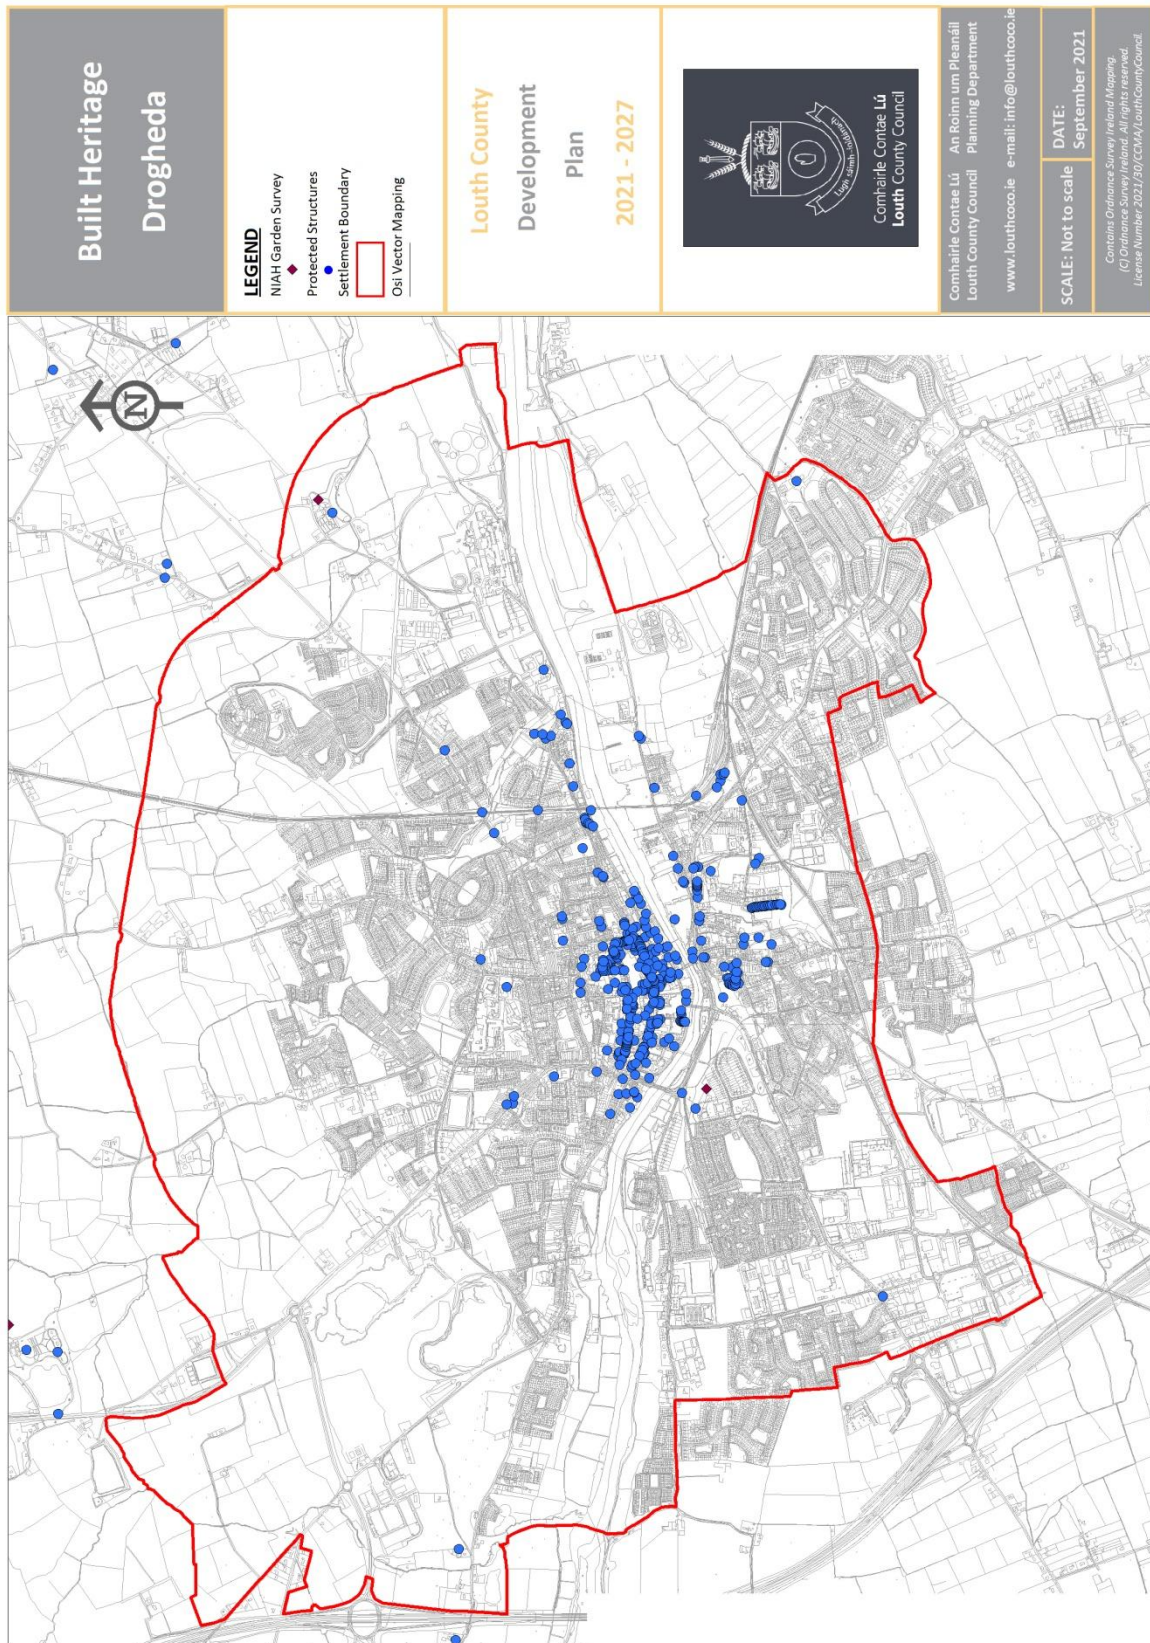 Built Heritage
Drogheda
LEGEND
NIAH Garden Survey
Protected Structures
Settlement Boundary
Osi Vector Mapping
Louth County
Development
Plan
2021 - 2027
Comhairle Contae Lú
Louth County Council
Comhairle Contae Lú An Roinn um Pleanáil
Louth County Council Planning Department
www.louthcoco.ie e-mail: info@louthcoco.ie
SCALE: Not to scale
DATE:
September 2021
Contains Ordnance Survey Ireland Mapping.
(C) Ordnance Survey Ireland. All rights reserved.
License Number 2021/30/CCMA/LouthCountyCouncil.
N